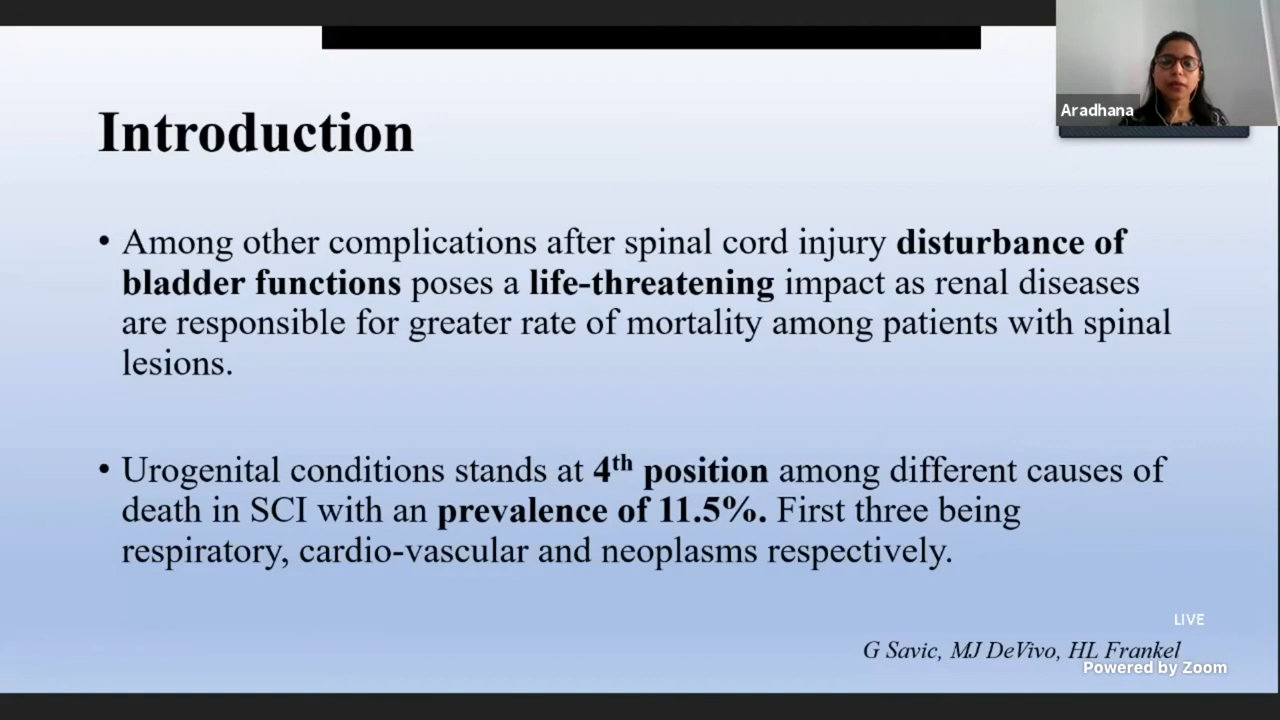 Aradhana
Introduction
• Among other complications after spinal cord injury disturbance of
bladder functions poses a life-threatening impact as renal diseases
are responsible for greater rate of mortality among patients with spinal
lesions.
• Urogenital conditions stands at 4th position among different causes of
death in SCI with an prevalence of 11.5%. First three being
respiratory, cardio-vascular and neoplasms respectively.
LIVE
G Savic, MJ DeVivo, HL Frankel
Powered by Zoom